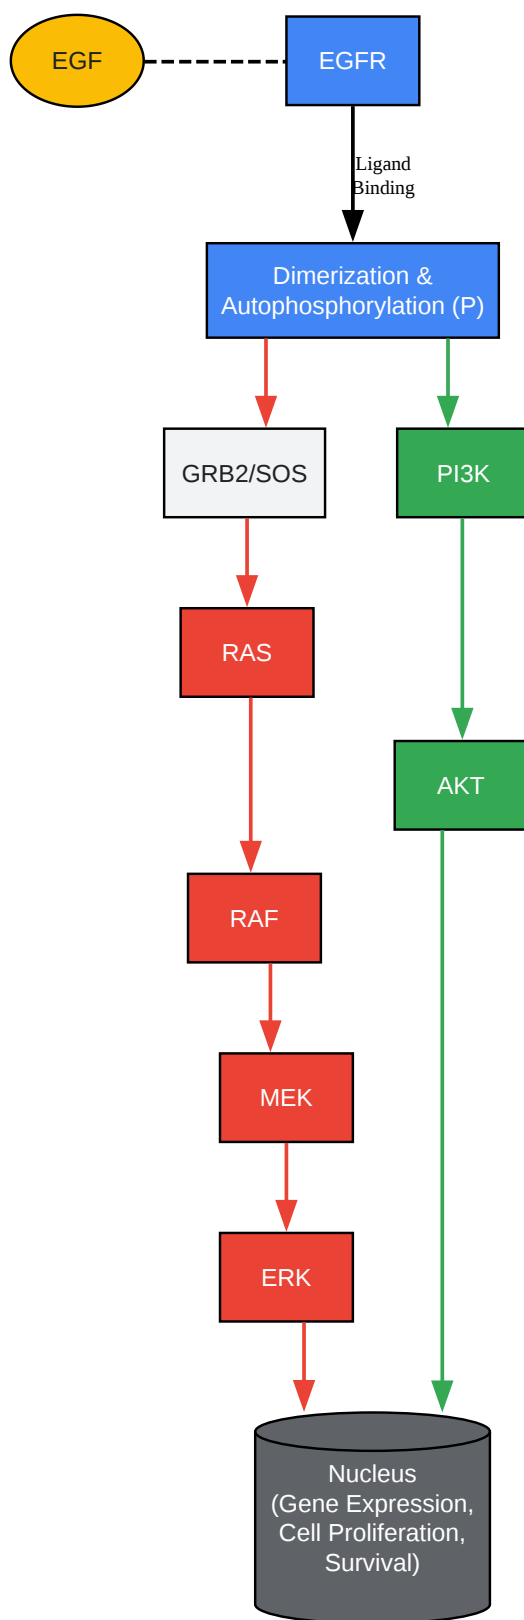 EGF
EGFR
Ligand
Binding
Dimerization &
Autophosphorylation (P)
GRB2/SOS
PI3K
RAS
AKT
RAF
MEK
ERK
Nucleus
(Gene Expression,
Cell Proliferation,
Survival)